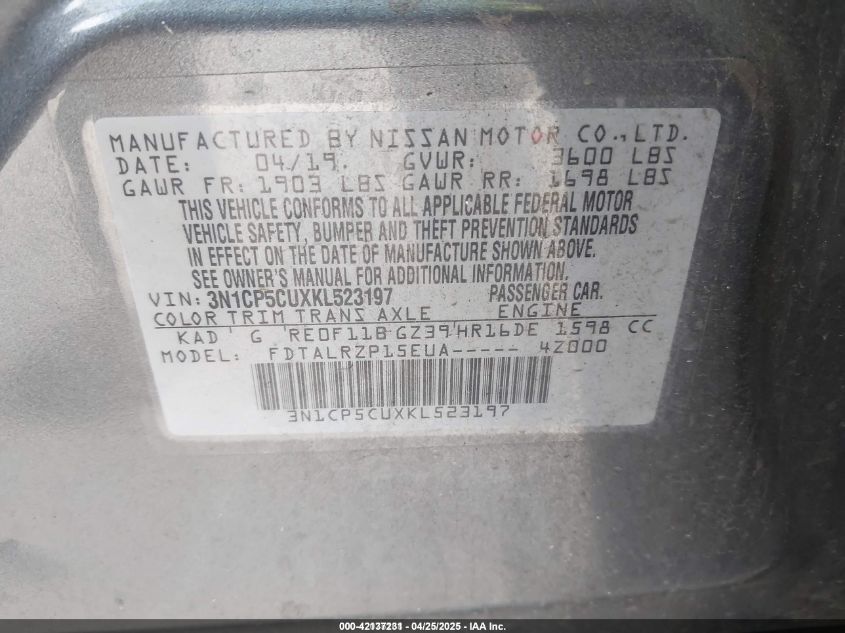 MANUFACTURED BY NISSAN MOTOR CO., LTD.
DATE: 04/19. GVWR: 3600 LBS
GAWR FR: 1903 LBS GAWR RR: 1698 LBS
THIS VEHICLE CONFORMS TO ALL APPLICABLE FEDERAL MOTOR
VEHICLE SAFETY, BUMPER AND THEFT PREVENTION STANDARDS
IN EFFECT ON THE DATE OF MANUFACTURE SHOWN ABOVE.
SEE OWNER'S MANUAL FOR ADDITIONAL INFORMATION.
VIN: 3N1CP5CUXKL523197 PASSENGER CAR.
COLOR TRIM TRANS AXLE ENGINE
KAD G RE0F11B GZ39 HR16DE 1598 CC
MODEL: FDTALRZP15EUA----- 4Z000
3N1CP5CUXKL523197
000-42137231 - 04/25/2025 - IAA Inc.